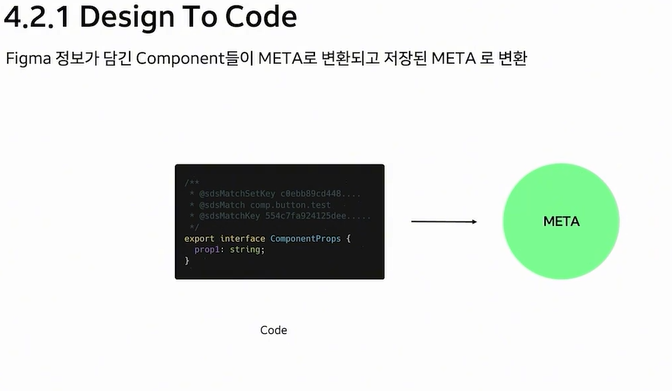 4.2.1 Design To Code
Figma 정보가 담긴 Component들이 META로 변환되고 저장된 META 로 변환
/**
* @sdsMatchSetKey c0ebb89cd448....
* @sdsMatch comp.button.test
* @sdsMatchKey 554c7fa924125dee.....
*/
export interface ComponentProps {
prop1: string;
}
META
Code